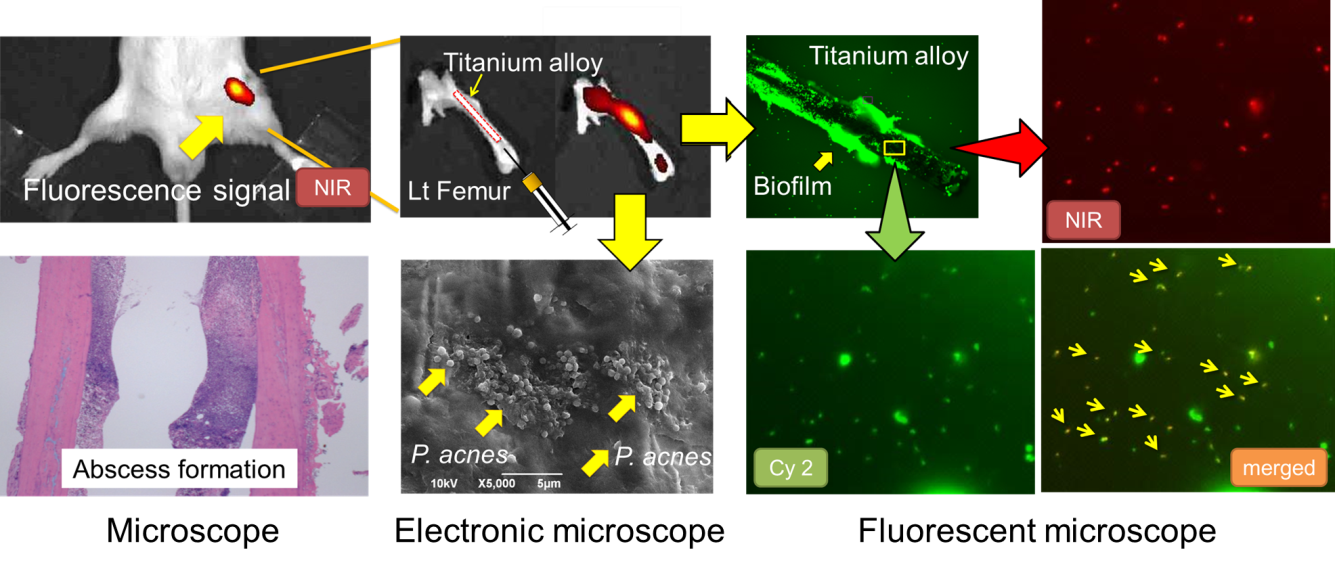 Fluorescence signal
NIR
Titanium alloy
Lt Femur
Titanium alloy
Biofilm
NIR
Abscess formation
P. acnes
P. acnes
10kV X5,000 5μm
Cy 2
merged
Microscope
Electronic microscope
Fluorescent microscope